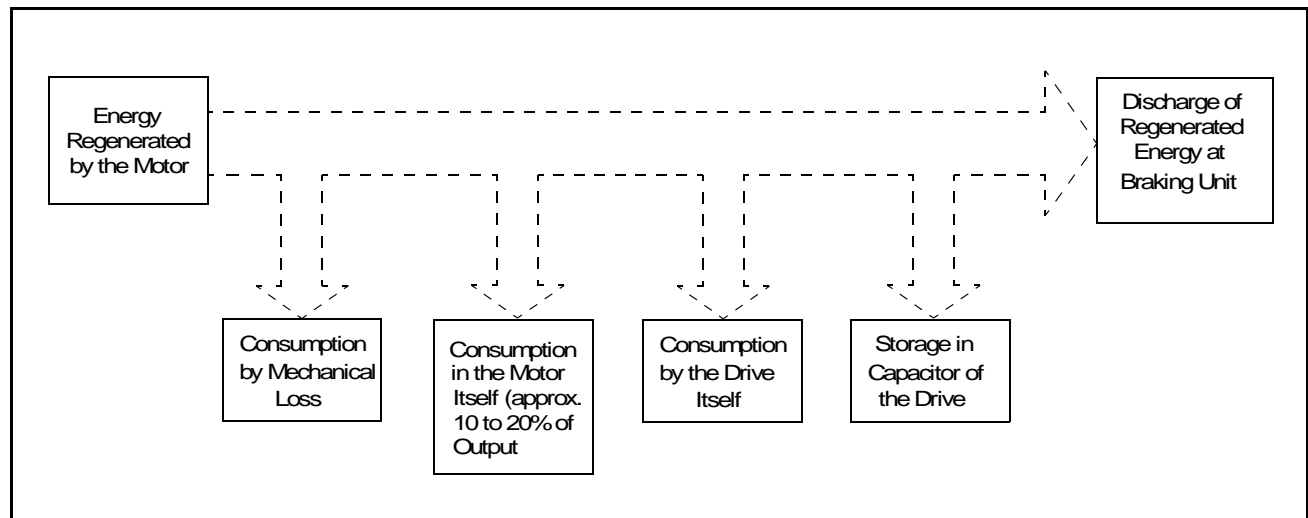 Energy
Regenerated
by the Motor
Discharge of
Regenerated
Energy at
Braking Unit
Consumption
by Mechanical
Loss
Consumption
in the Motor
Itself (approx.
10 to 20% of
Output
Consumption
by the Drive
Itself
Storage in
Capacitor of
the Drive